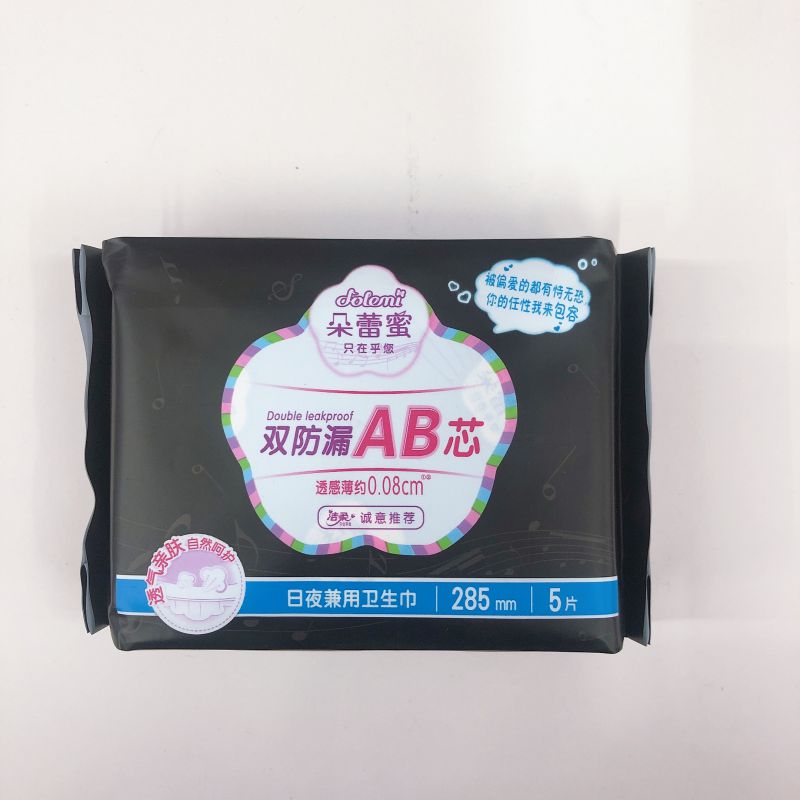 dolemi
朵蕾蜜
只在乎您
被偏爱的都有恃无恐,
你的任性我来包容
Double leakproof
双防漏AB芯
透感薄约0.08cm①②
洁柔 诚意推荐
透气亲肤 自然呵护
日夜兼用卫生巾 | 285mm | 5片